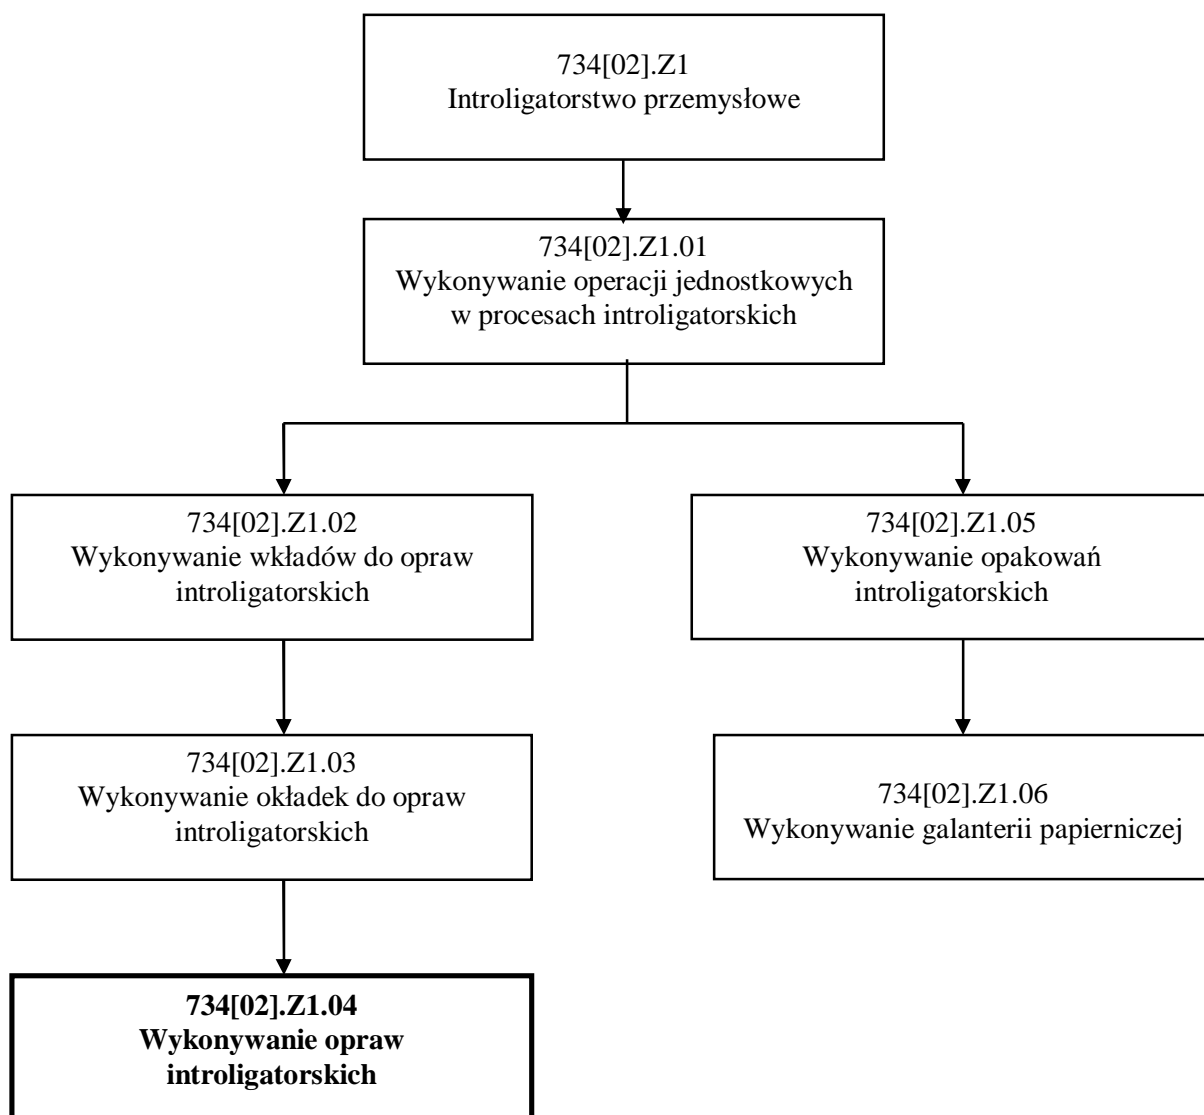 734[02].Z1
Introligatorstwo przemysłowe
734[02].Z1.01
Wykonywanie operacji jednostkowych
w procesach introligatorskich
734[02].Z1.02
Wykonywanie wkładów do opraw
introligatorskich
734[02].Z1.05
Wykonywanie opakowań
introligatorskich
734[02].Z1.03
Wykonywanie okładek do opraw
introligatorskich
734[02].Z1.06
Wykonywanie galanterii papierniczej
734[02].Z1.04
Wykonywanie opraw
introligatorskich